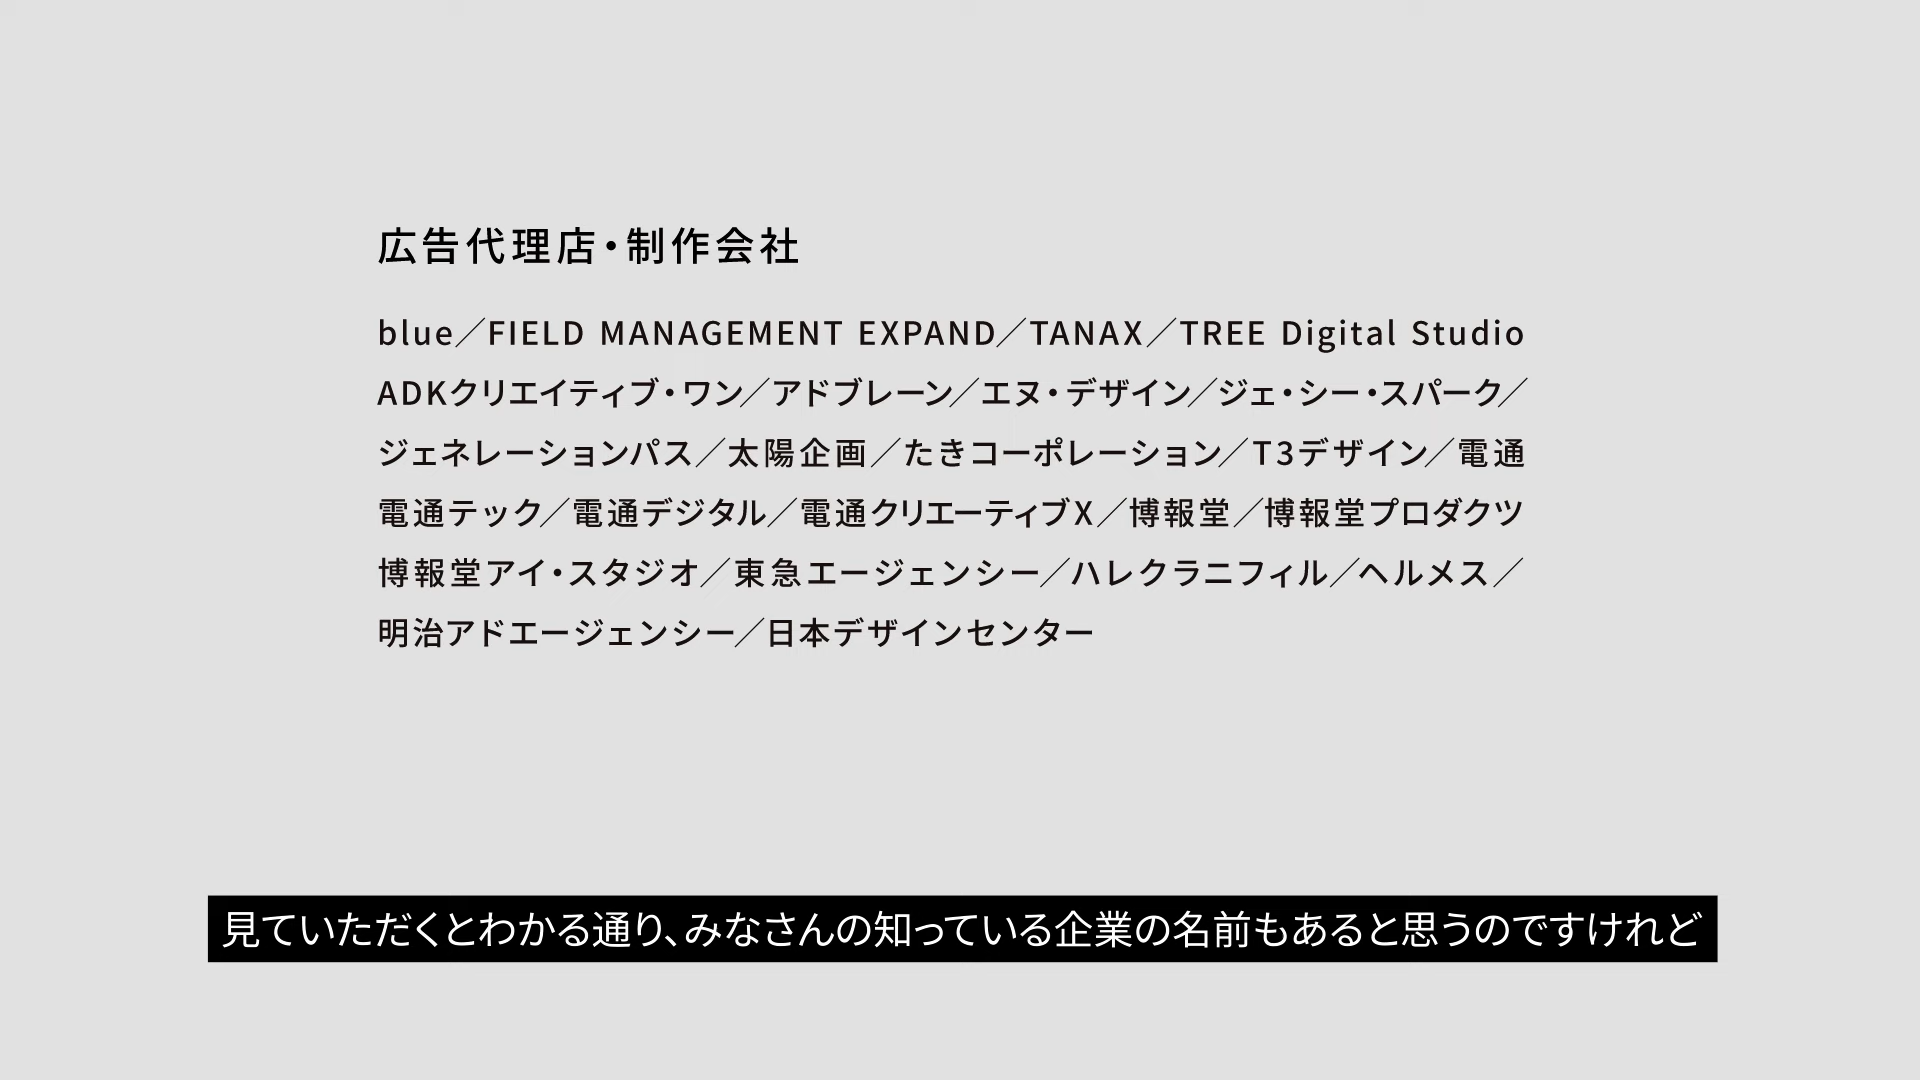 広告代理店・制作会社
blue／FIELD MANAGEMENT EXPAND／TANAX／TREE Digital Studio
ADKクリエイティブ・ワン／アドブレーン／エヌ・デザイン／ジェ・シー・スパーク／
ジェネレーションパス／太陽企画／たきコーポレーション／T3デザイン／電通
電通テック／電通デジタル／電通クリエーティブX／博報堂／博報堂プロダクツ
博報堂アイ・スタジオ／東急エージェンシー／ハレクラニフィル／ヘルメス／
明治アドエージェンシー／日本デザインセンター
見ていただくとわかる通り、みなさんの知っている企業の名前もあると思うのですけれど